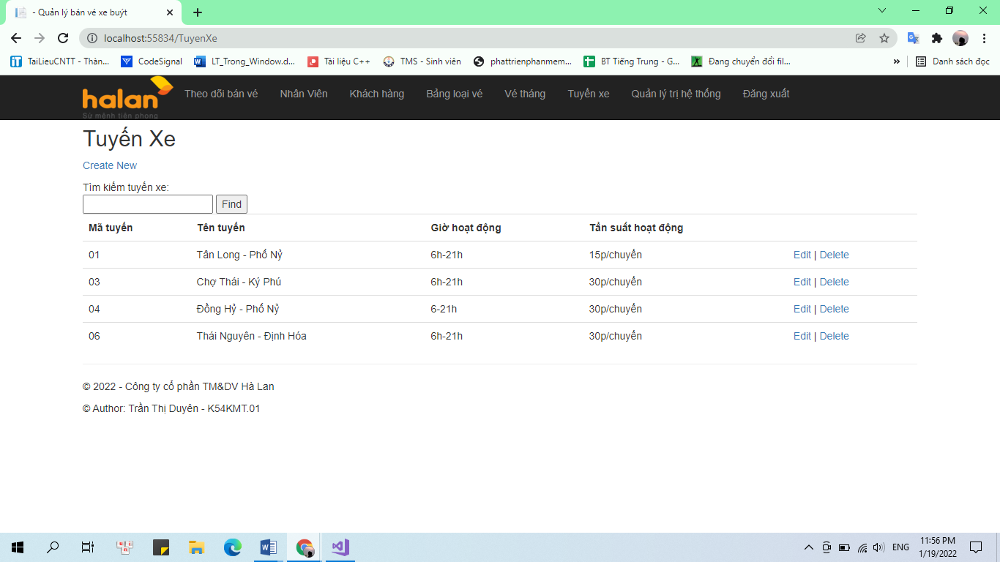 - Quản lý bán vé xe buýt
localhost:55834/TuyenXe
TaiLieuCNTT - Thàn... CodeSignal LT_Trong_Window.d... Tài liệu C++ TMS - Sinh viên phattrienphanmem... BT Tiếng Trung - G... Đang chuyển đổi fil... » Danh sách đọc
halan Theo dõi bán vé Nhân Viên Khách hàng Bảng loại vé Vé tháng Tuyến xe Quản lý trị hệ thống Đăng xuất
Sứ mệnh tiên phong
Tuyến Xe
Create New
Tìm kiếm tuyến xe:
Find
Mã tuyến Tên tuyến Giờ hoạt động Tần suất hoạt động
01 Tân Long - Phố Nỷ 6h-21h 15p/chuyến Edit | Delete
03 Chợ Thái - Ký Phú 6h-21h 30p/chuyến Edit | Delete
04 Đồng Hỷ - Phố Nỷ 6-21h 30p/chuyến Edit | Delete
06 Thái Nguyên - Định Hóa 6h-21h 30p/chuyến Edit | Delete
© 2022 - Công ty cổ phần TM&DV Hà Lan
© Author: Trần Thị Duyên - K54KMT.01
ENG
11:56 PM
1/19/2022